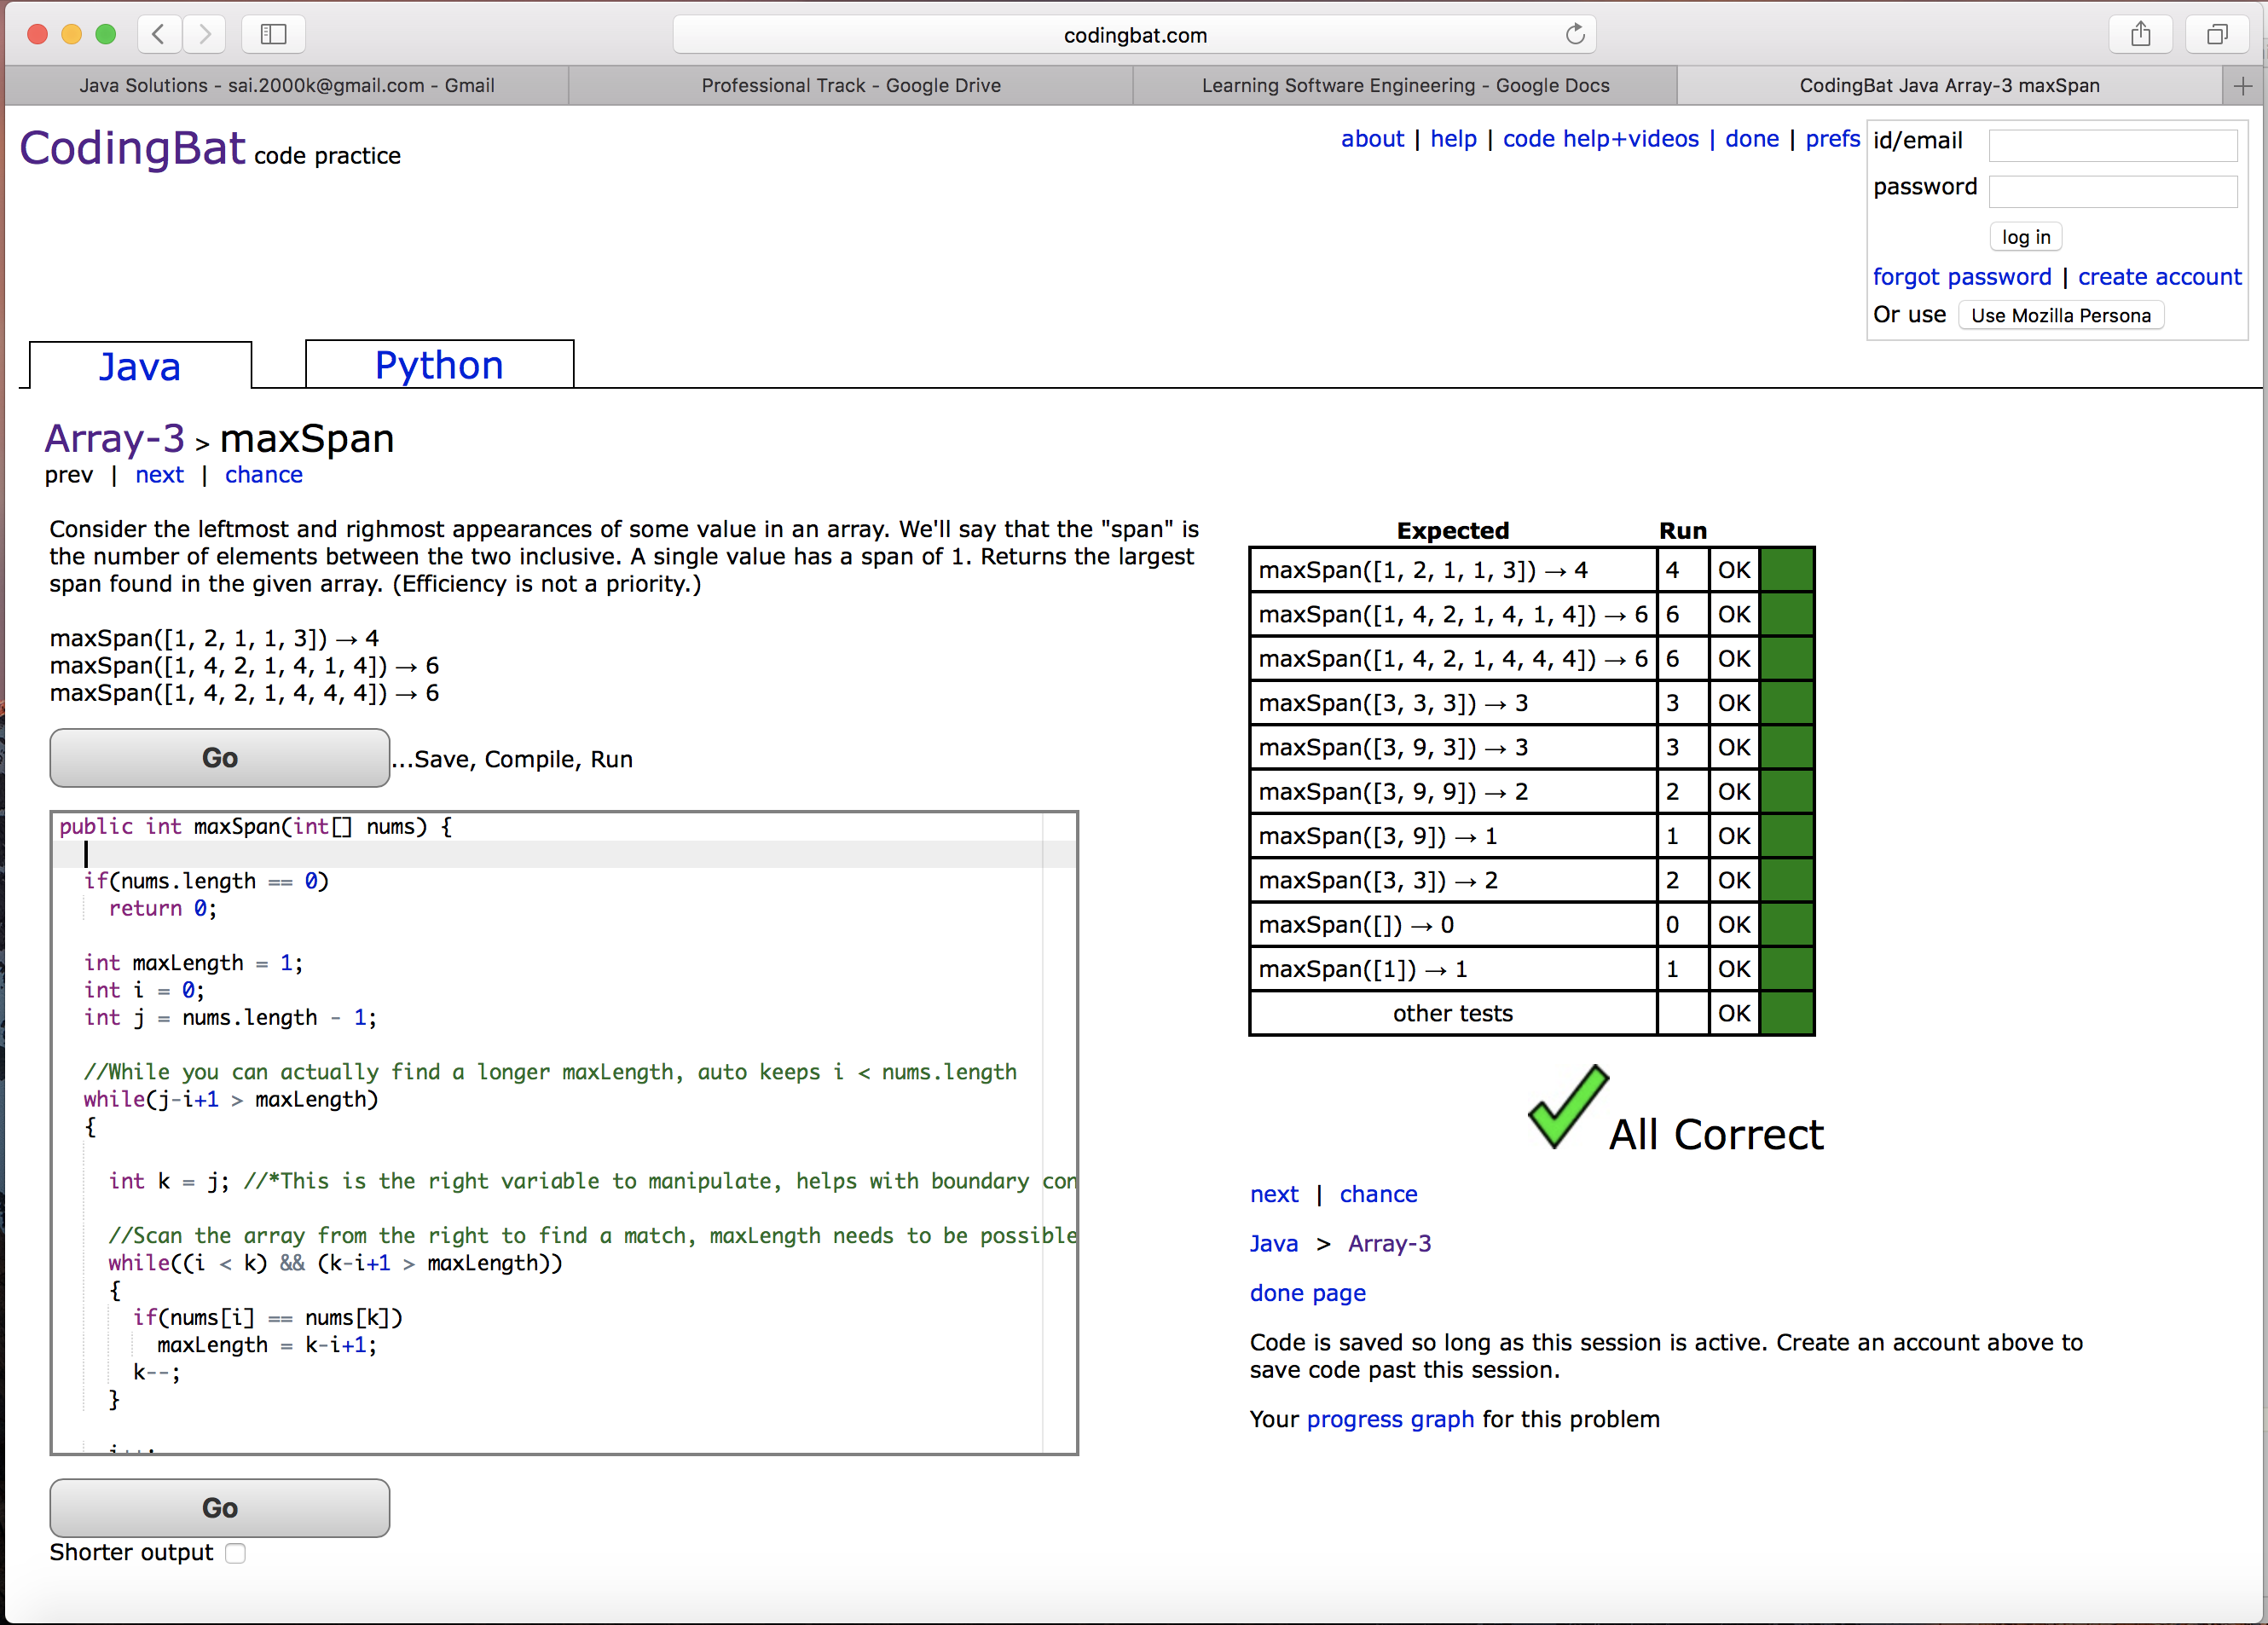 codingbat.com
Java Solutions - sai.2000k@gmail.com - Gmail
Professional Track - Google Drive
Learning Software Engineering - Google Docs
CodingBat Java Array-3 maxSpan
CodingBat code practice
about | help | code help+videos | done | prefs
id/email
password
log in
forgot password | create account
Or use Use Mozilla Persona
Java
Python
Array-3 > maxSpan
prev | next | chance
Consider the leftmost and righmost appearances of some value in an array. We'll say that the "span" is
the number of elements between the two inclusive. A single value has a span of 1. Returns the largest
span found in the given array. (Efficiency is not a priority.)
maxSpan([1, 2, 1, 1, 3]) → 4
maxSpan([1, 4, 2, 1, 4, 1, 4]) → 6
maxSpan([1, 4, 2, 1, 4, 4, 4]) → 6
Go ...Save, Compile, Run
public int maxSpan(int[] nums) {
if(nums.length == 0)
return 0;
int maxLength = 1;
int i = 0;
int j = nums.length - 1;
//While you can actually find a longer maxLength, auto keeps i < nums.length
while(j-i+1 > maxLength)
{
int k = j; //*This is the right variable to manipulate, helps with boundary con
//Scan the array from the right to find a match, maxLength needs to be possible
while((i < k) && (k-i+1 > maxLength))
{
if(nums[i] == nums[k])
maxLength = k-i+1;
k--;
}
Go
Shorter output
Expected Run
maxSpan([1, 2, 1, 1, 3]) → 4 4 OK
maxSpan([1, 4, 2, 1, 4, 1, 4]) → 6 6 OK
maxSpan([1, 4, 2, 1, 4, 4, 4]) → 6 6 OK
maxSpan([3, 3, 3]) → 3 3 OK
maxSpan([3, 9, 3]) → 3 3 OK
maxSpan([3, 9, 9]) → 2 2 OK
maxSpan([3, 9]) → 1 1 OK
maxSpan([3, 3]) → 2 2 OK
maxSpan([]) → 0 0 OK
maxSpan([1]) → 1 1 OK
other tests OK
All Correct
next | chance
Java > Array-3
done page
Code is saved so long as this session is active. Create an account above to
save code past this session.
Your progress graph for this problem